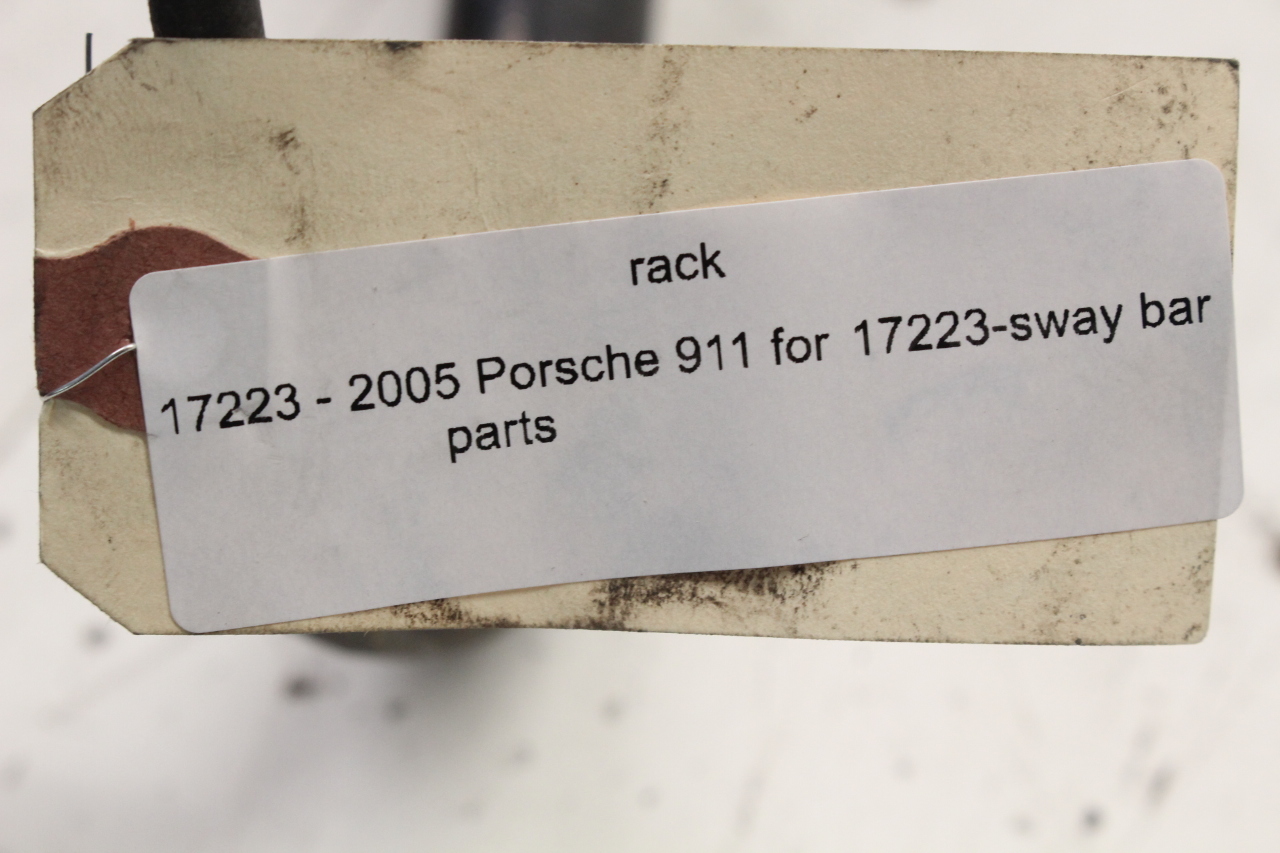 rack
17223 - 2005 Porsche 911 for 17223-sway bar
parts